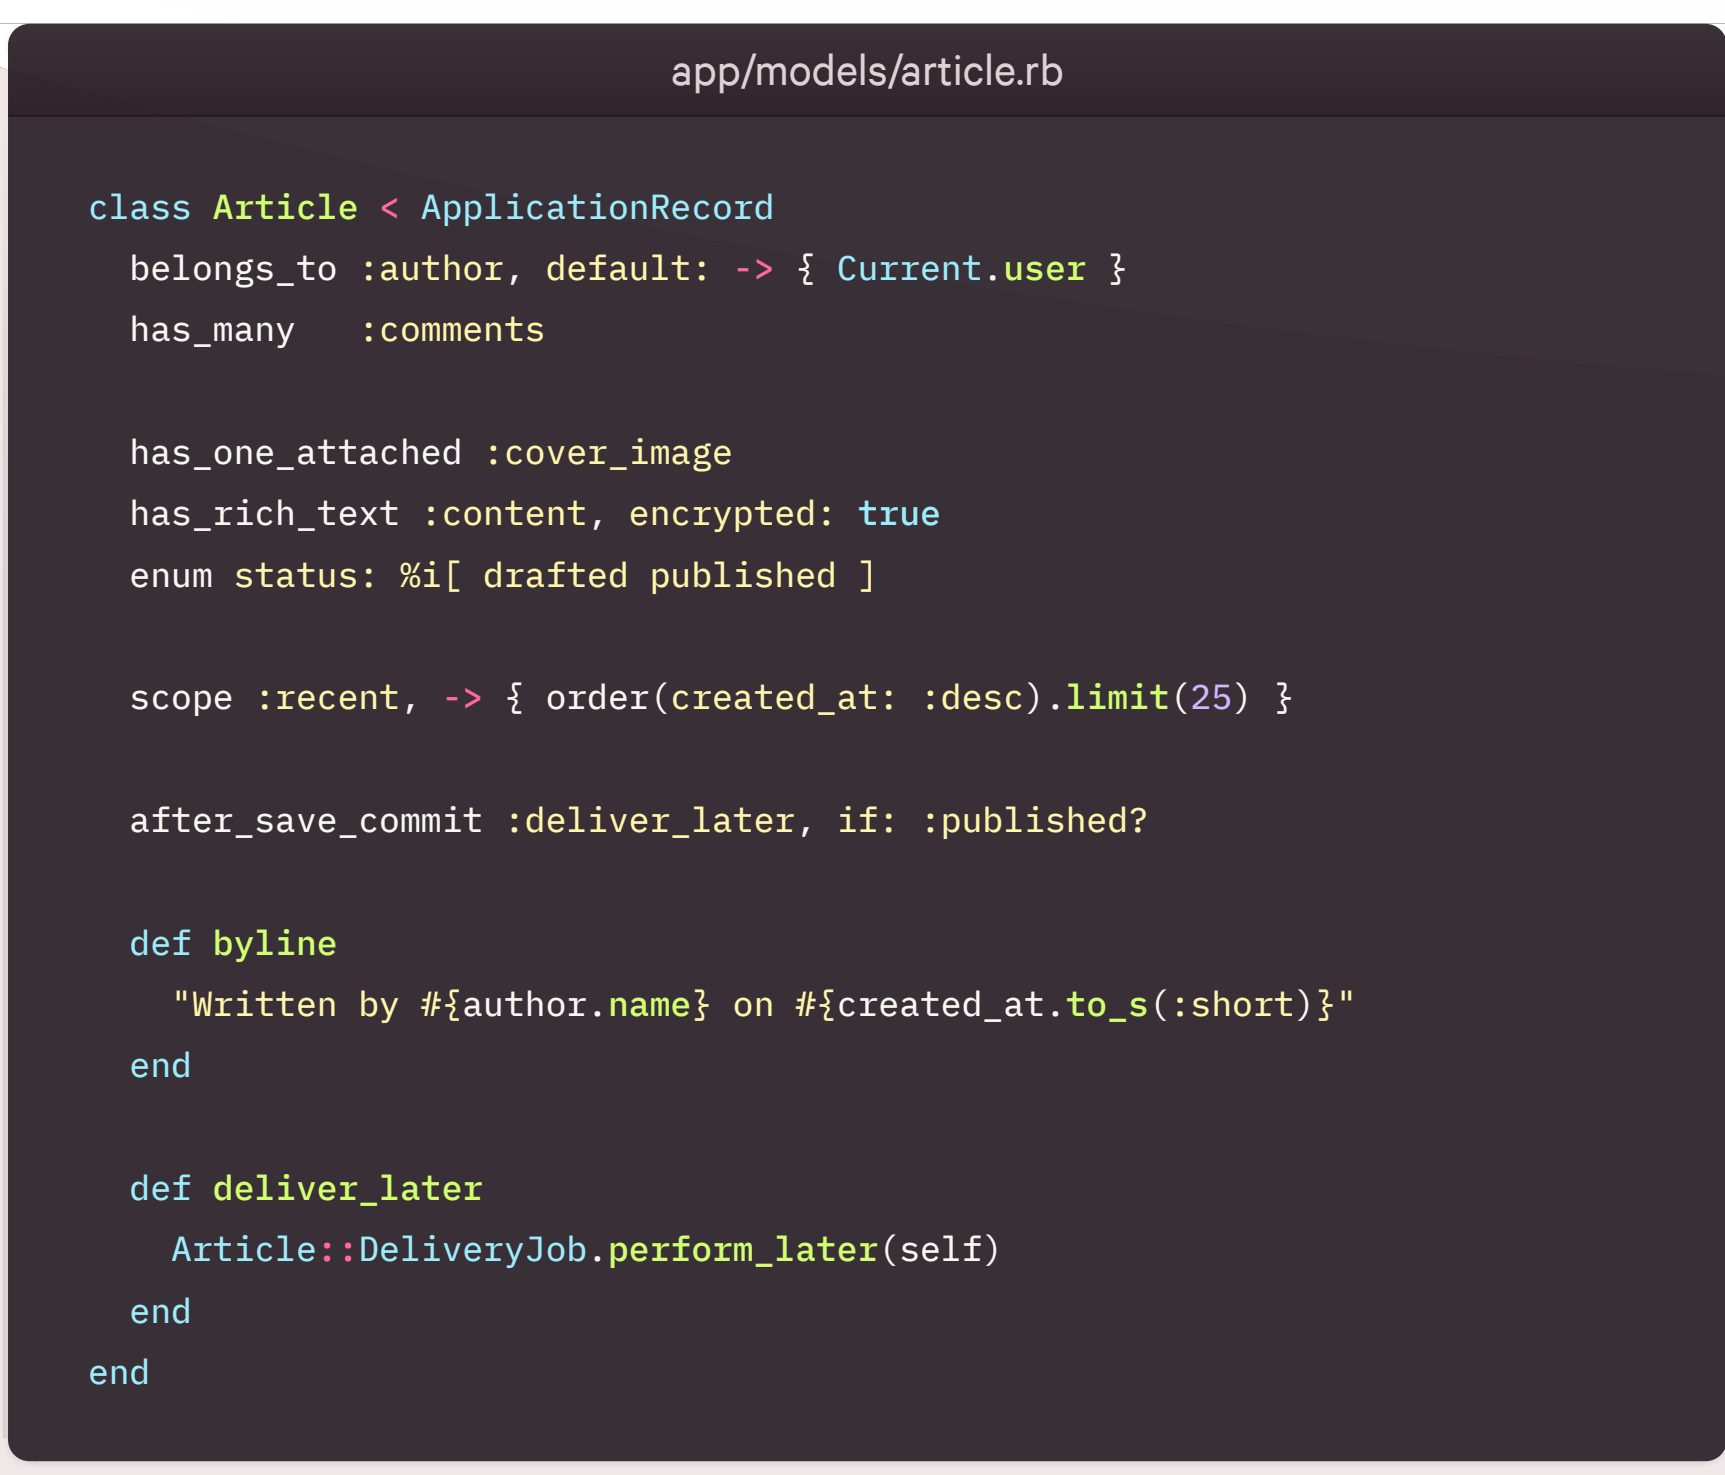 app/models/article.rb
class Article < ApplicationRecord
  belongs_to :author, default: -> { Current.user }
  has_many   :comments

  has_one_attached :cover_image
  has_rich_text :content, encrypted: true
  enum status: %i[ drafted published ]

  scope :recent, -> { order(created_at: :desc).limit(25) }

  after_save_commit :deliver_later, if: :published?

  def byline
    "Written by #{author.name} on #{created_at.to_s(:short)}"
  end

  def deliver_later
    Article::DeliveryJob.perform_later(self)
  end
end